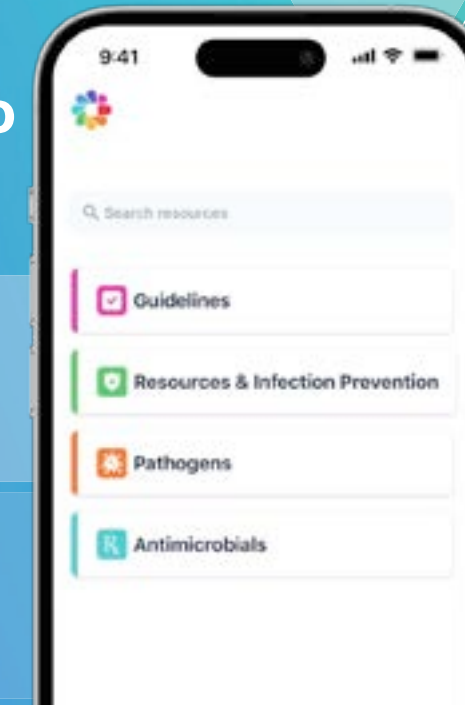 o
9:41
Search resources
Guidelines
Resources & Infection Prevention
Pathogens
Antimicrobials